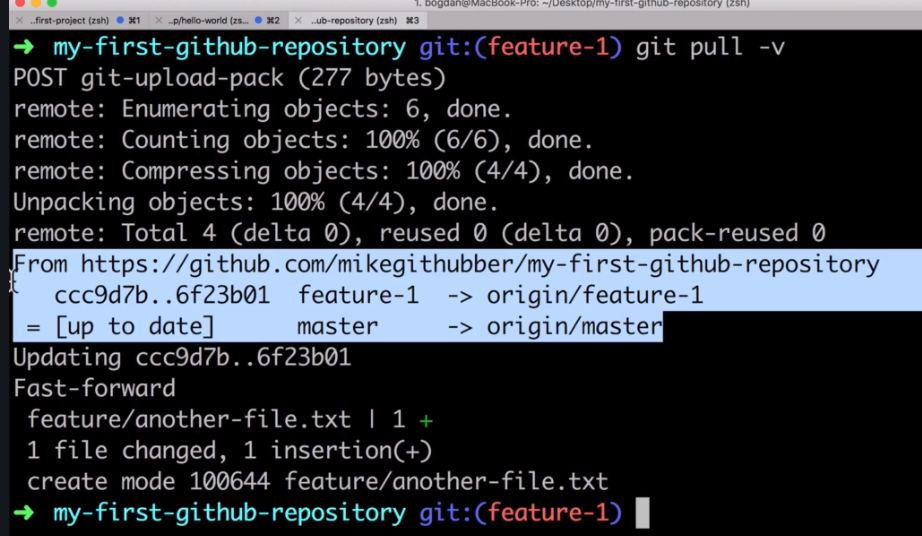 1. bogdan@MacBook-Pro: ~/Desktop/my-first-github-repository (zsh)
..first-project (zsh) ⌘1 ..p/hello-world (zs... ⌘2 ..ub-repository (zsh) ⌘3
➜ my-first-github-repository git:(feature-1) git pull -v
POST git-upload-pack (277 bytes)
remote: Enumerating objects: 6, done.
remote: Counting objects: 100% (6/6), done.
remote: Compressing objects: 100% (4/4), done.
Unpacking objects: 100% (4/4), done.
remote: Total 4 (delta 0), reused 0 (delta 0), pack-reused 0
From https://github.com/mikegithubber/my-first-github-repository
   ccc9d7b..6f23b01  feature-1  -> origin/feature-1
 = [up to date]      master     -> origin/master
Updating ccc9d7b..6f23b01
Fast-forward
 feature/another-file.txt | 1 +
 1 file changed, 1 insertion(+)
 create mode 100644 feature/another-file.txt
➜ my-first-github-repository git:(feature-1)